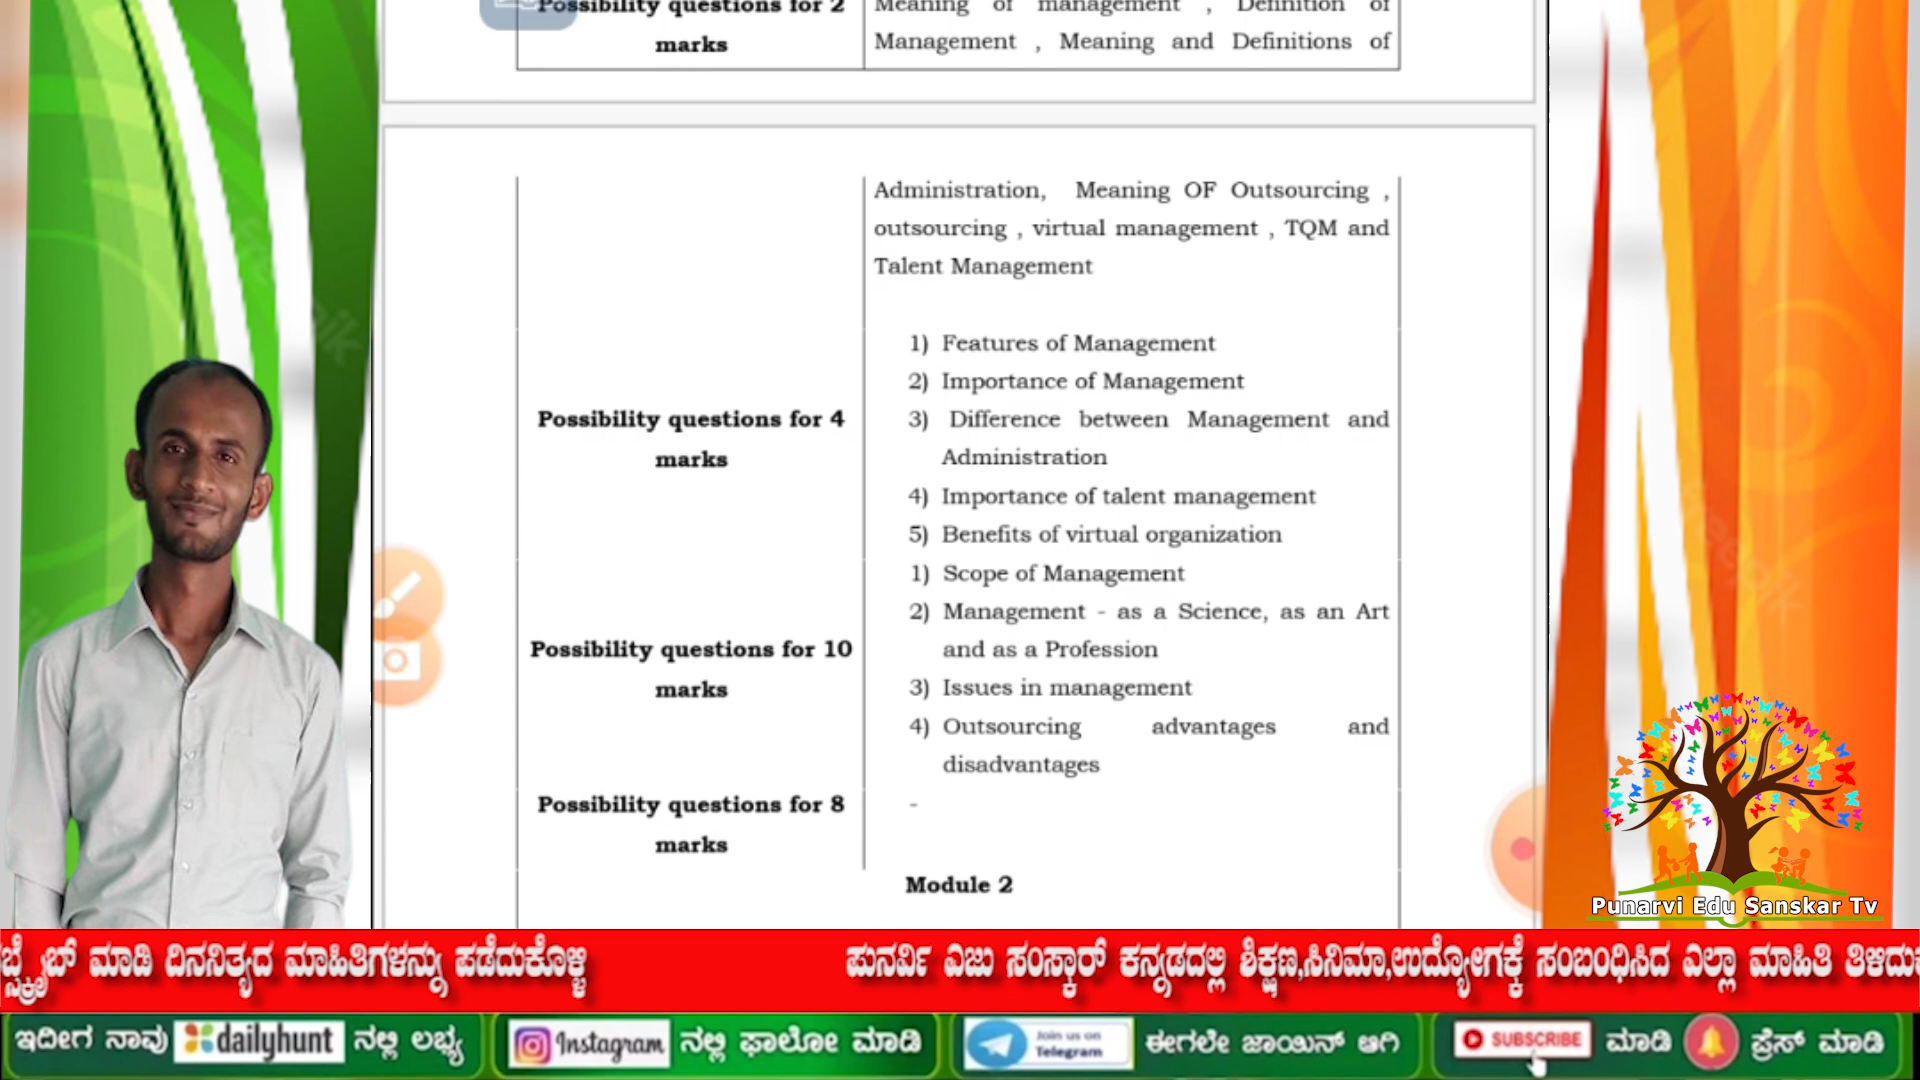 Possibility questions for 2
marks
Meaning of management , Definition of
Management , Meaning and Definitions of
Administration, Meaning OF Outsourcing ,
outsourcing , virtual management , TQM and
Talent Management
Possibility questions for 4
marks
1) Features of Management
2) Importance of Management
3) Difference between Management and
Administration
4) Importance of talent management
5) Benefits of virtual organization
Possibility questions for 10
marks
1) Scope of Management
2) Management - as a Science, as an Art
and as a Profession
3) Issues in management
4) Outsourcing advantages and
disadvantages
Possibility questions for 8
marks
-
Module 2
Punarvi Edu Sanskar Tv
ಮಾಡಿ ದಿನನಿತ್ಯದ ಮಾಹಿತಿಗಳನ್ನು ಪಡೆದುಕೊಳ್ಳಿ ಪುನರ್ವಿ ಎಜು ಸಂಸ್ಕಾರ್ ಕನ್ನಡದಲ್ಲಿ ಶಿಕ್ಷಣ,ಸಿನಿಮಾ,ಉದ್ಯೋಗಕ್ಕೆ ಸಂಬಂಧಿಸಿದ ಎಲ್ಲಾ ಮಾಹಿತಿ
ಇದೀಗ ನಾವು dailyhunt ನಲ್ಲಿ ಲಭ್ಯ
Instagram ನಲ್ಲಿ ಫಾಲೋ ಮಾಡಿ
Join us on
Telegram
ಈಗಲೇ ಜಾಯಿನ್ ಆಗಿ
SUBSCRIBE ಮಾಡಿ ಪ್ರೆಸ್ ಮಾಡಿ